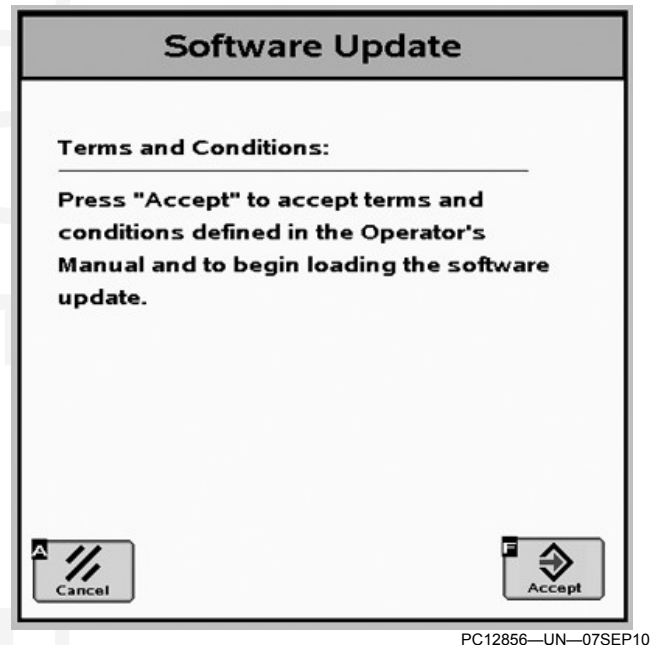 Software Update
Terms and Conditions:
Press "Accept" to accept terms and
conditions defined in the Operator's
Manual and to begin loading the software
update.
A
Cancel
F
Accept
PC12856—UN—07SEP10